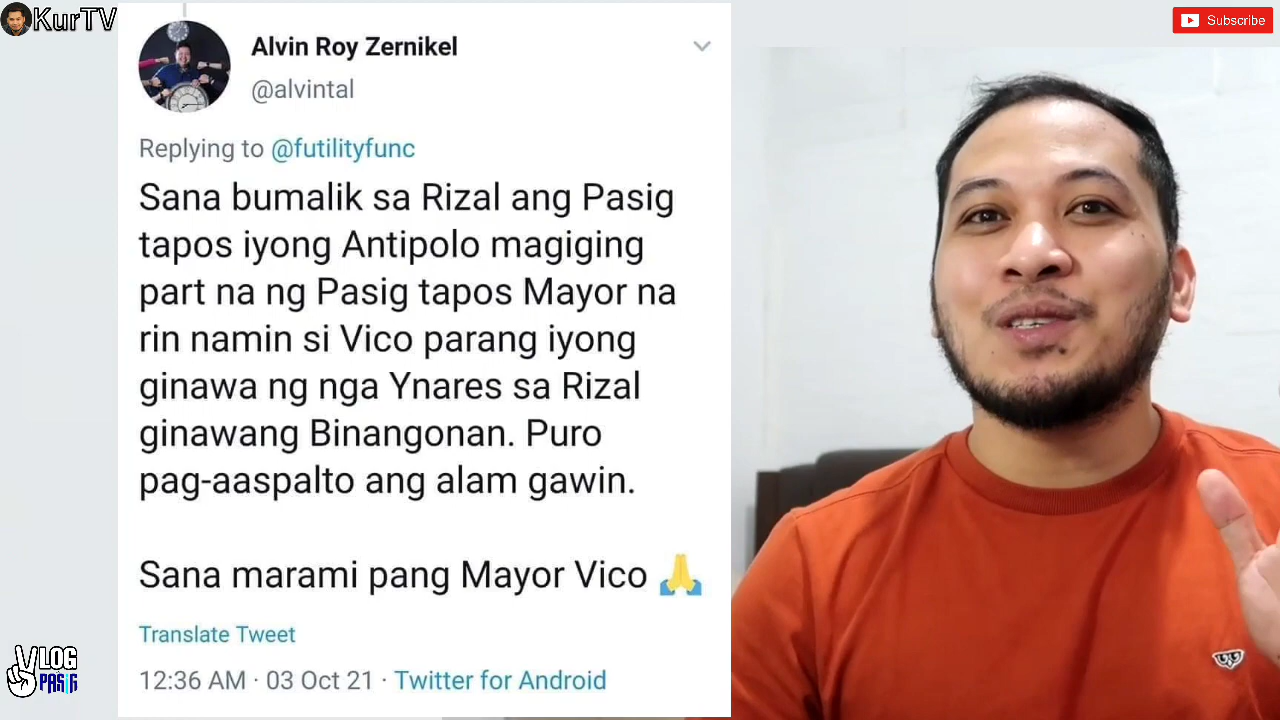 KurTV
Subscribe
Alvin Roy Zernikel
@alvintal
Replying to @futilityfunc
Sana bumalik sa Rizal ang Pasig
tapos iyong Antipolo magiging
part na ng Pasig tapos Mayor na
rin namin si Vico parang iyong
ginawa ng nga Ynares sa Rizal
ginawang Binangonan. Puro
pag-aaspalto ang alam gawin.
Sana marami pang Mayor Vico 🙏
Translate Tweet
12:36 AM · 03 Oct 21 · Twitter for Android
VLOG
PASIG